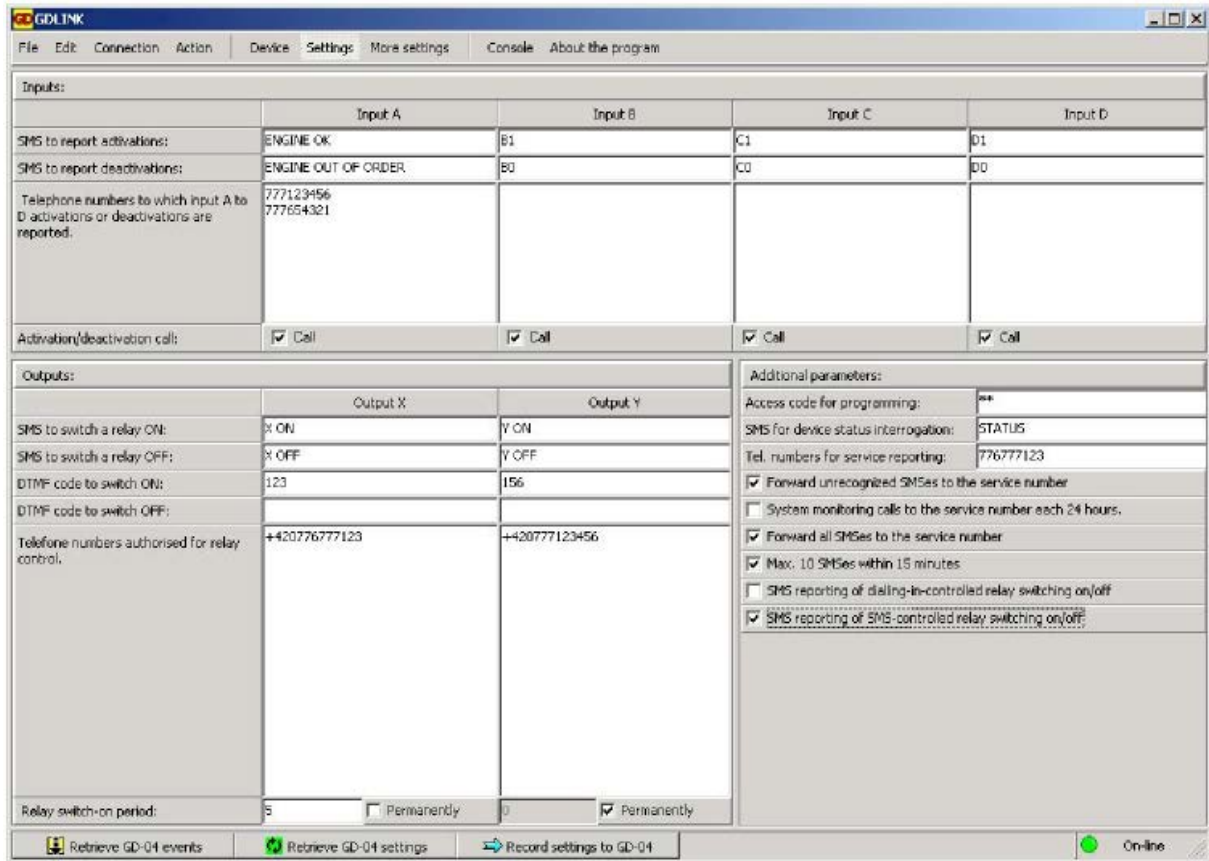 GD GDLINK
File Edit Connection Action Device Settings More settings Console About the program
Inputs:
Input A Input B Input C Input D
SMS to report activations: ENGINE OK B1 C1 D1
SMS to report deactivations: ENGINE OUT OF ORDER B0 C0 D0
Telephone numbers to which input A to
D activations or deactivations are
reported.
777123456
777654321
Activation/deactivation call: Call Call Call Call
Outputs:
Output X Output Y
SMS to switch a relay ON: X ON Y ON
SMS to switch a relay OFF: X OFF Y OFF
DTMF code to switch ON: 123 156
DTMF code to switch OFF:
Telefone numbers authorised for relay
control.
+420776777123 +420777123456
Relay switch-on period: 5 Permanently 0 Permanently
Additional parameters:
Access code for programming: **
SMS for device status interrogation: STATUS
Tel. numbers for service reporting: 776777123
Forward unrecognized SMSes to the service number
System monitoring calls to the service number each 24 hours.
Forward all SMSes to the service number
Max. 10 SMSes within 15 minutes
SMS reporting of dialing-in-controlled relay switching on/off
SMS reporting of SMS-controlled relay switching on/off
Retrieve GD-04 events Retrieve GD-04 settings Record settings to GD-04 On-line